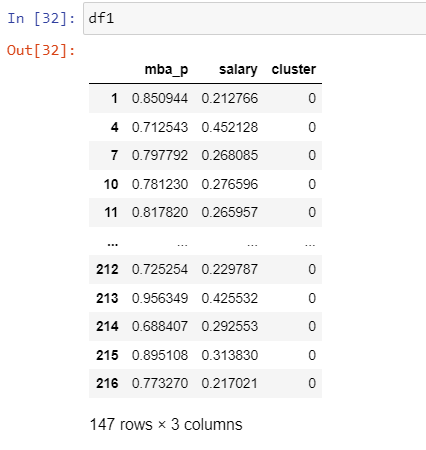 In [32]: df1
Out[32]:
mba_p salary cluster
1 0.850944 0.212766 0
4 0.712543 0.452128 0
7 0.797792 0.268085 0
10 0.781230 0.276596 0
11 0.817820 0.265957 0
... ... ... ...
212 0.725254 0.229787 0
213 0.956349 0.425532 0
214 0.688407 0.292553 0
215 0.895108 0.313830 0
216 0.773270 0.217021 0
147 rows × 3 columns